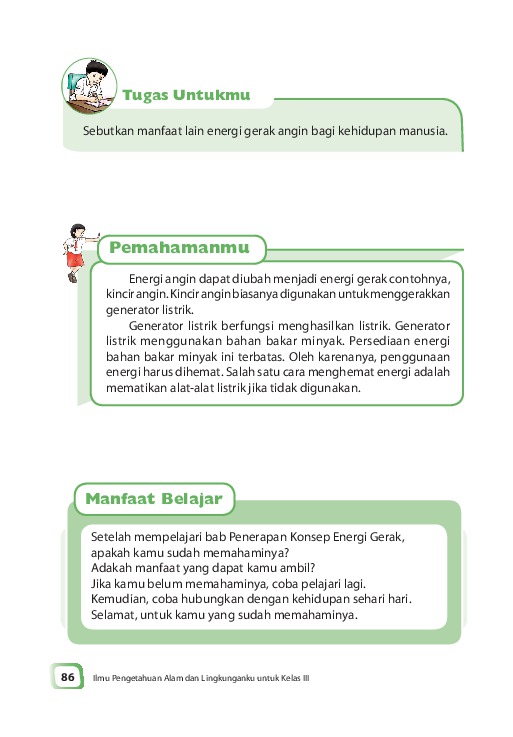 Tugas Untukmu
Sebutkan manfaat lain energi gerak angin bagi kehidupan manusia.
Pemahamanmu
Energi angin dapat diubah menjadi energi gerak contohnya,
kincir angin. Kincir angin biasanya digunakan untuk menggerakkan
generator listrik.
Generator listrik berfungsi menghasilkan listrik. Generator
listrik menggunakan bahan bakar minyak. Persediaan energi
bahan bakar minyak ini terbatas. Oleh karenanya, penggunaan
energi harus dihemat. Salah satu cara menghemat energi adalah
mematikan alat-alat listrik jika tidak digunakan.
Manfaat Belajar
Setelah mempelajari bab Penerapan Konsep Energi Gerak,
apakah kamu sudah memahaminya?
Adakah manfaat yang dapat kamu ambil?
Jika kamu belum memahaminya, coba pelajari lagi.
Kemudian, coba hubungkan dengan kehidupan sehari hari.
Selamat, untuk kamu yang sudah memahaminya.
86 Ilmu Pengetahuan Alam dan Lingkunganku untuk Kelas III